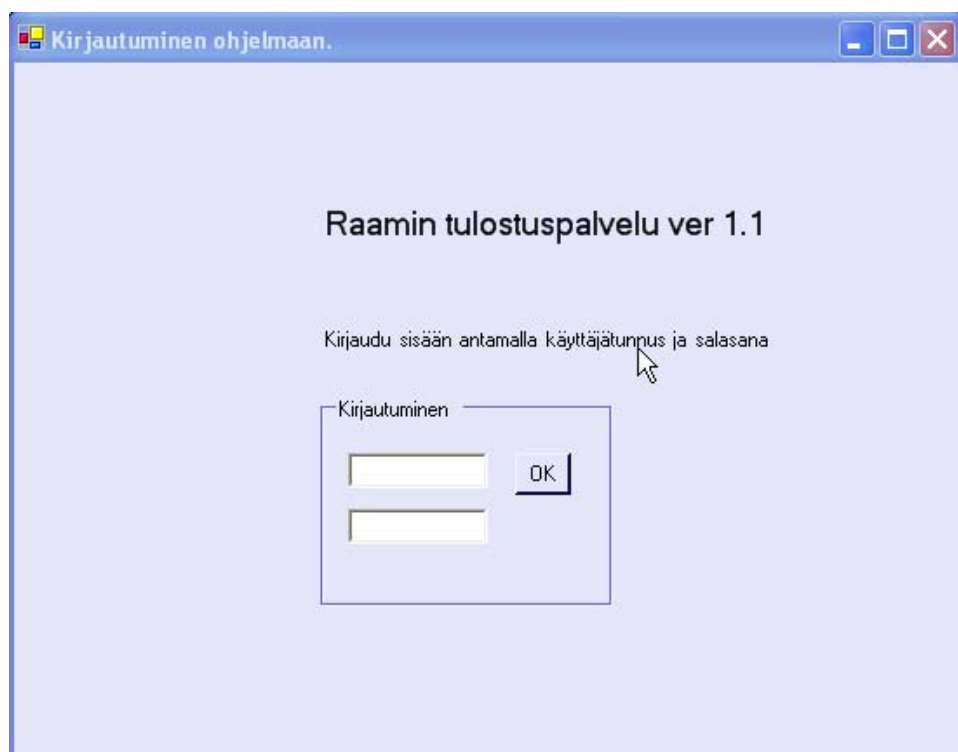 Kirjautuminen ohjelmaan.
Raamin tulostuspalvelu ver 1.1
Kirjaudu sisään antamalla käyttäjätunnus ja salasana
Kirjautuminen
OK